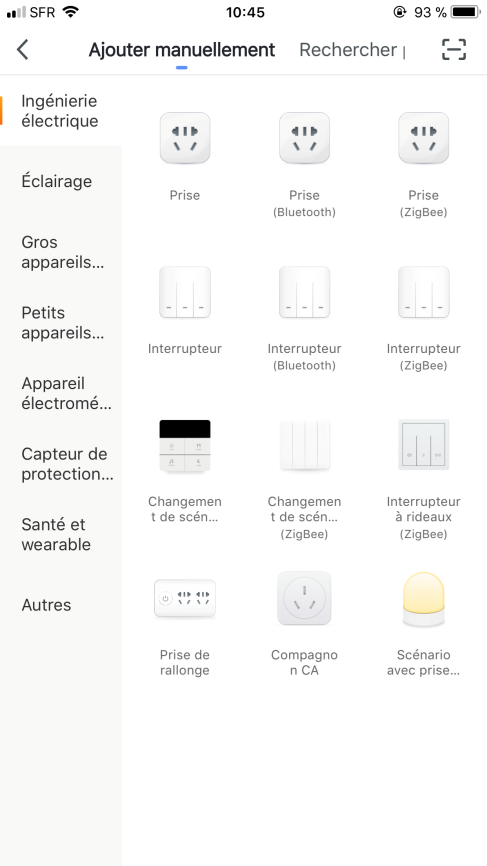 SFR 10:45 93 %
Ajouter manuellement Rechercher
Ingénierie
électrique
Éclairage
Gros
appareils...
Petits
appareils...
Appareil
électromé...
Capteur de
protection...
Santé et
wearable
Autres
Prise
Prise
(Bluetooth)
Prise
(ZigBee)
Interrupteur
Interrupteur
(Bluetooth)
Interrupteur
(ZigBee)
Changemen
t de scén...
Changemen
t de scén...
(ZigBee)
Interrupteur
à rideaux
(ZigBee)
Prise de
rallonge
Compagno
n CA
Scénario
avec prise...